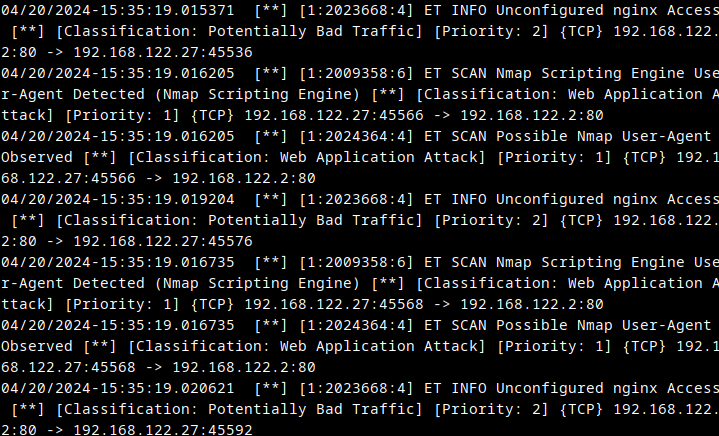 04/20/2024-15:35:19.015371  [**] [1:2023668:4] ET INFO Unconfigured nginx Access
 [**] [Classification: Potentially Bad Traffic] [Priority: 2] {TCP} 192.168.122.
2:80 -> 192.168.122.27:45536
04/20/2024-15:35:19.016205  [**] [1:2009358:6] ET SCAN Nmap Scripting Engine Use
r-Agent Detected (Nmap Scripting Engine) [**] [Classification: Web Application A
ttack] [Priority: 1] {TCP} 192.168.122.27:45566 -> 192.168.122.2:80
04/20/2024-15:35:19.016205  [**] [1:2024364:4] ET SCAN Possible Nmap User-Agent
Observed [**] [Classification: Web Application Attack] [Priority: 1] {TCP} 192.1
68.122.27:45566 -> 192.168.122.2:80
04/20/2024-15:35:19.019204  [**] [1:2023668:4] ET INFO Unconfigured nginx Access
 [**] [Classification: Potentially Bad Traffic] [Priority: 2] {TCP} 192.168.122.
2:80 -> 192.168.122.27:45576
04/20/2024-15:35:19.016735  [**] [1:2009358:6] ET SCAN Nmap Scripting Engine Use
r-Agent Detected (Nmap Scripting Engine) [**] [Classification: Web Application A
ttack] [Priority: 1] {TCP} 192.168.122.27:45568 -> 192.168.122.2:80
04/20/2024-15:35:19.016735  [**] [1:2024364:4] ET SCAN Possible Nmap User-Agent
Observed [**] [Classification: Web Application Attack] [Priority: 1] {TCP} 192.1
68.122.27:45568 -> 192.168.122.2:80
04/20/2024-15:35:19.020621  [**] [1:2023668:4] ET INFO Unconfigured nginx Access
 [**] [Classification: Potentially Bad Traffic] [Priority: 2] {TCP} 192.168.122.
2:80 -> 192.168.122.27:45592